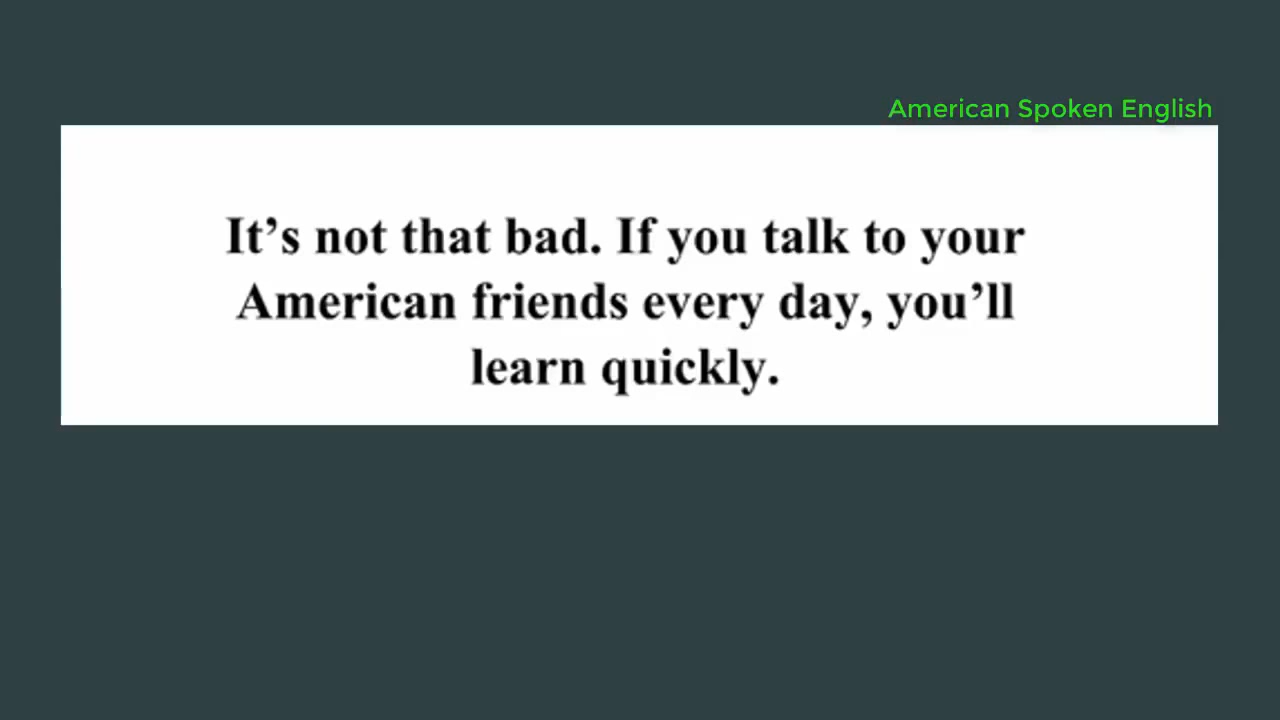 American Spoken English
It’s not that bad. If you talk to your
American friends every day, you’ll
learn quickly.